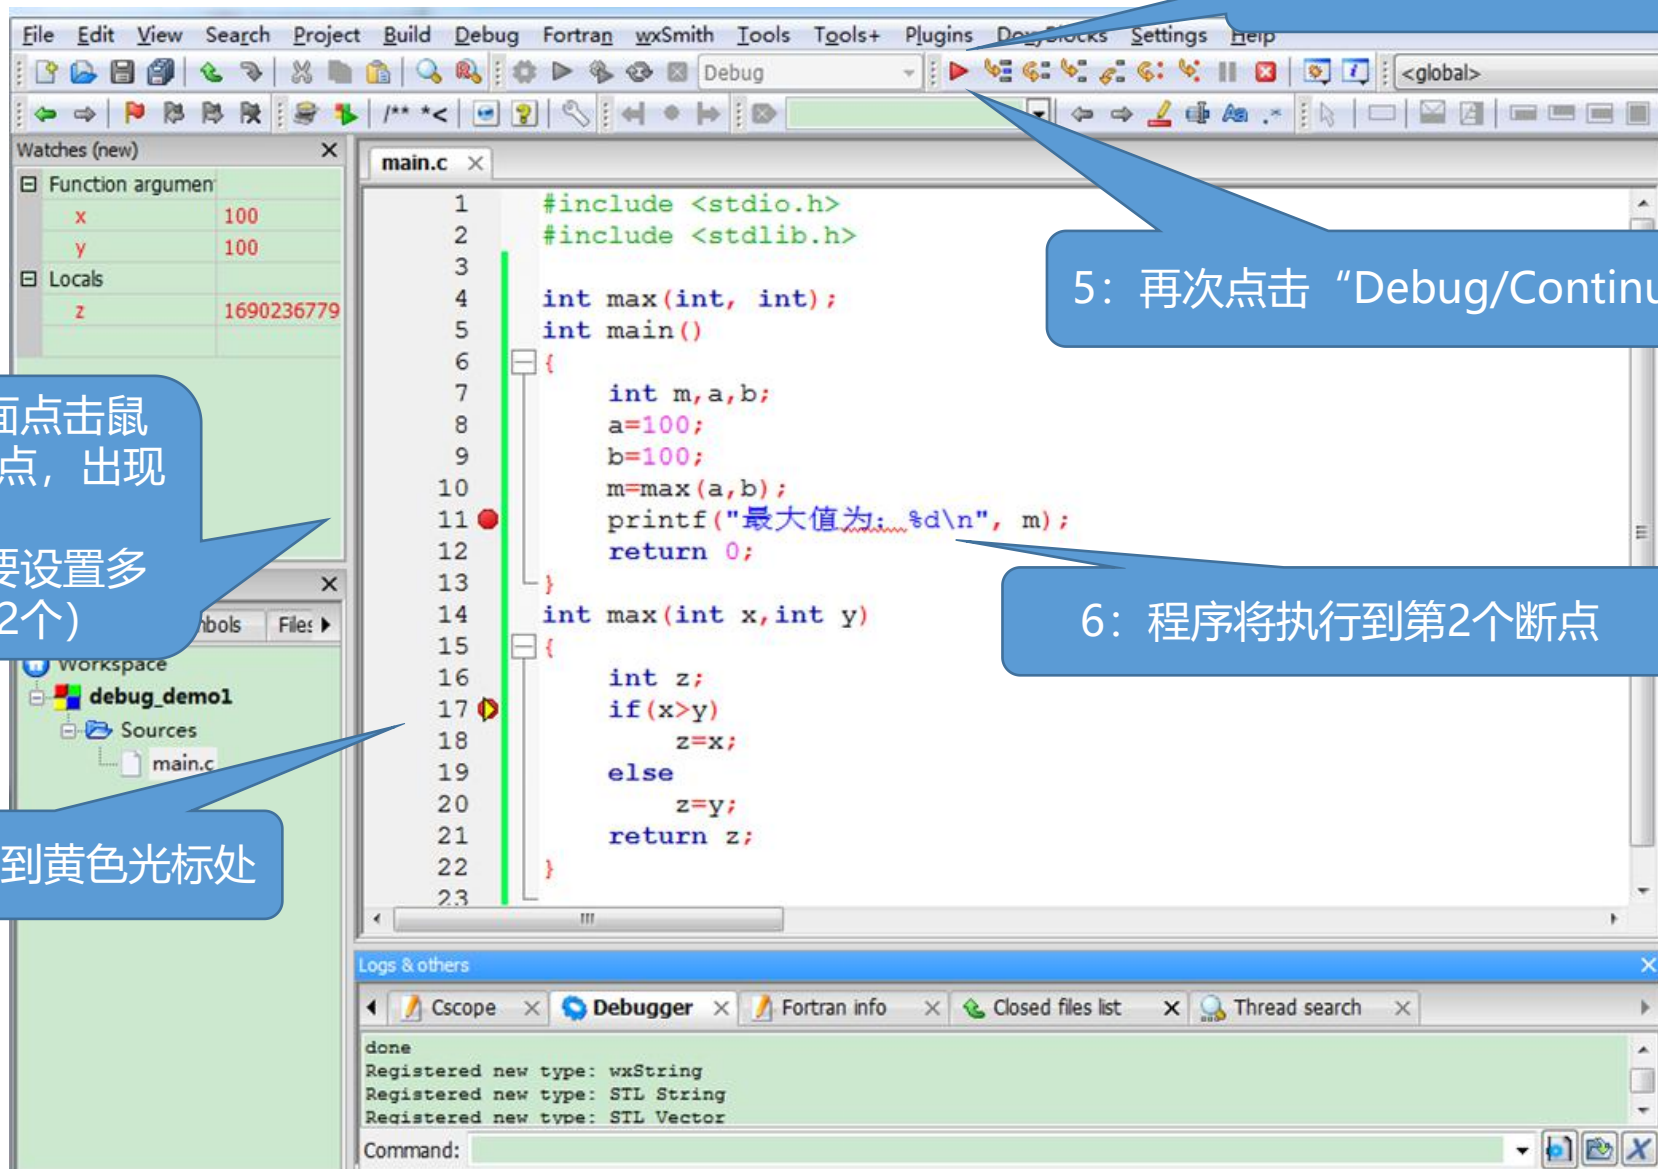 File Edit View Search Project Build Debug Fortran wxSmith Tools Tools+ Plugins DoxyBlocks Settings Help
Debug
<global>
/** *<
Watches (new)
Function argumen
x 100
y 100
Locals
z 1690236779
main.c
1 #include <stdio.h>
2 #include <stdlib.h>
3
4 int max(int, int);
5 int main()
6 {
7 int m,a,b;
8 a=100;
9 b=100;
10 m=max(a,b);
11 printf("最大值为：%d\n", m);
12 return 0;
13 }
14 int max(int x,int y)
15 {
16 int z;
17 if(x>y)
18 z=x;
19 else
20 z=y;
21 return z;
22 }
23
5：再次点击“Debug/Continu
6：程序将执行到第2个断点
面点击鼠
点，出现
要设置多
2个）
nbols Files
Workspace
debug_demo1
Sources
main.c
到黄色光标处
Logs & others
Cscope Debugger Fortran info Closed files list Thread search
done
Registered new type: wxString
Registered new type: STL String
Registered new type: STL Vector
Command: